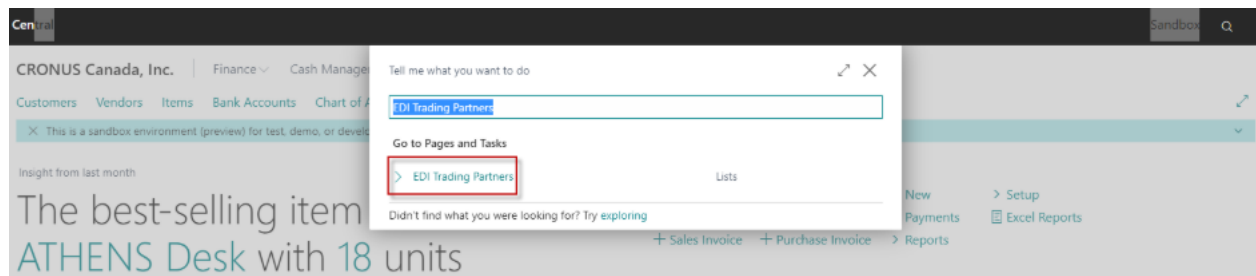 Central Sandbox
CRONUS Canada, Inc. Finance Cash Manage
Customers Vendors Items Bank Accounts Chart of A
This is a sandbox environment (preview) for test, demo, or develo
Insight from last month
The best-selling item
ATHENS Desk with 18 units
Tell me what you want to do
EDI Trading Partners
Go to Pages and Tasks
EDI Trading Partners Lists
Didn't find what you were looking for? Try exploring
New > Setup
Payments Excel Reports
+ Sales Invoice + Purchase Invoice > Reports